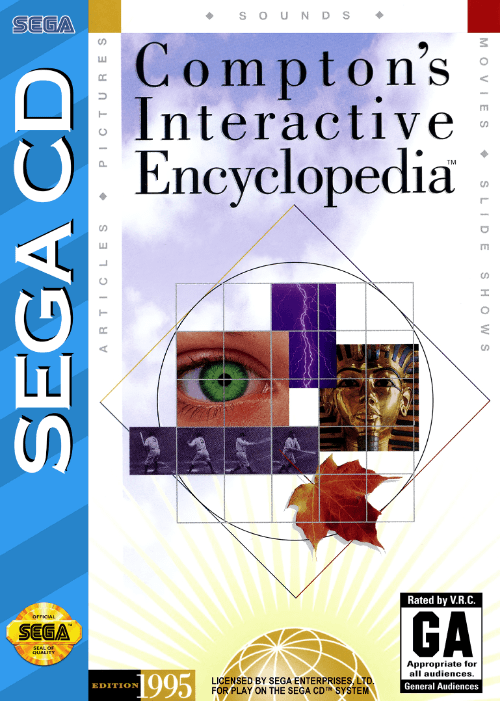 SEGA
SEGA CD
◆ SOUNDS ◆
ARTICLES ◆ PICTURES
MOVIES ◆ SLIDE SHOWS
Compton's
Interactive
Encyclopedia™
OFFICIAL
SEGA
SEAL OF
QUALITY
EDITION 1995
LICENSED BY SEGA ENTERPRISES, LTD.
FOR PLAY ON THE SEGA CD™ SYSTEM
Rated by V.R.C.
GA
Appropriate for
all audiences.
General Audiences